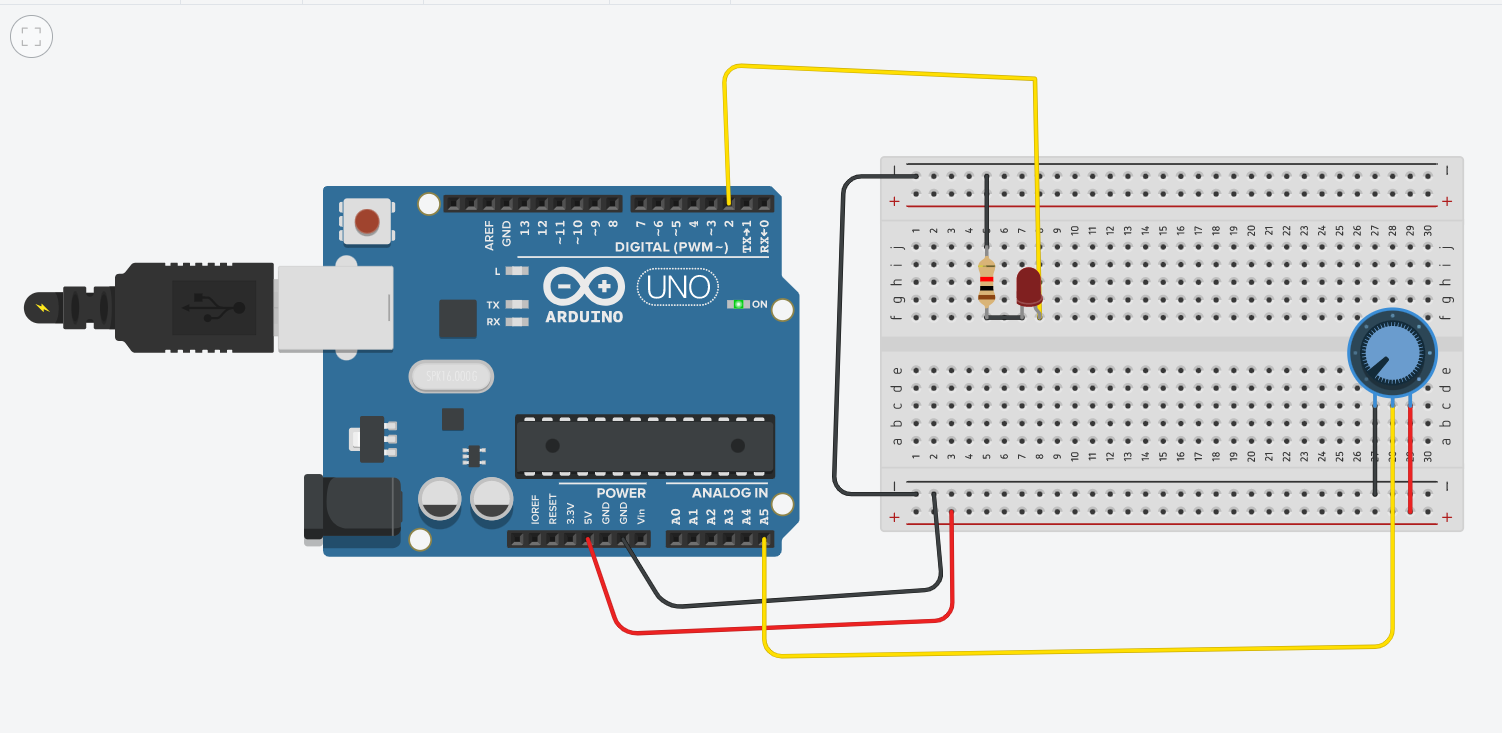 1 2 3 4 5 6 7 8 9 10 11 12 13 14 15 16 17 18 19 20 21 22 23 24 25 26 27 28 29 30
j j
i i
h h
g g
f f
AREF GND 13 12 ~11 ~10 ~9 8 7 ~6 ~5 ~4 ~3 2 TX→1 RX←0
DIGITAL (PWM ~)
L
UNO
TX
ON
RX
ARDUINO
e e
d d
c c
b b
a a
1 2 3 4 5 6 7 8 9 10 11 12 13 14 15 16 17 18 19 20 21 22 23 24 25 26 27 28 29 30
POWER
ANALOG IN
IOREF RESET 3.3V 5V GND GND Vin A0 A1 A2 A3 A4 A5